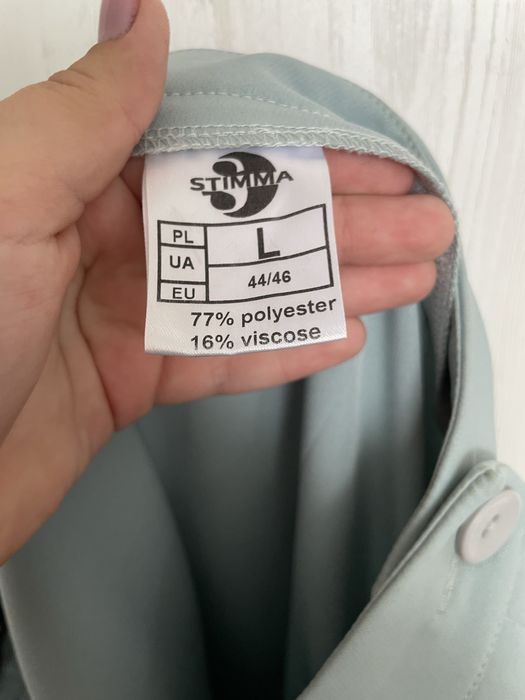 STIMMA
PL
UA
EU
L
44/46
77% polyester
16% viscose